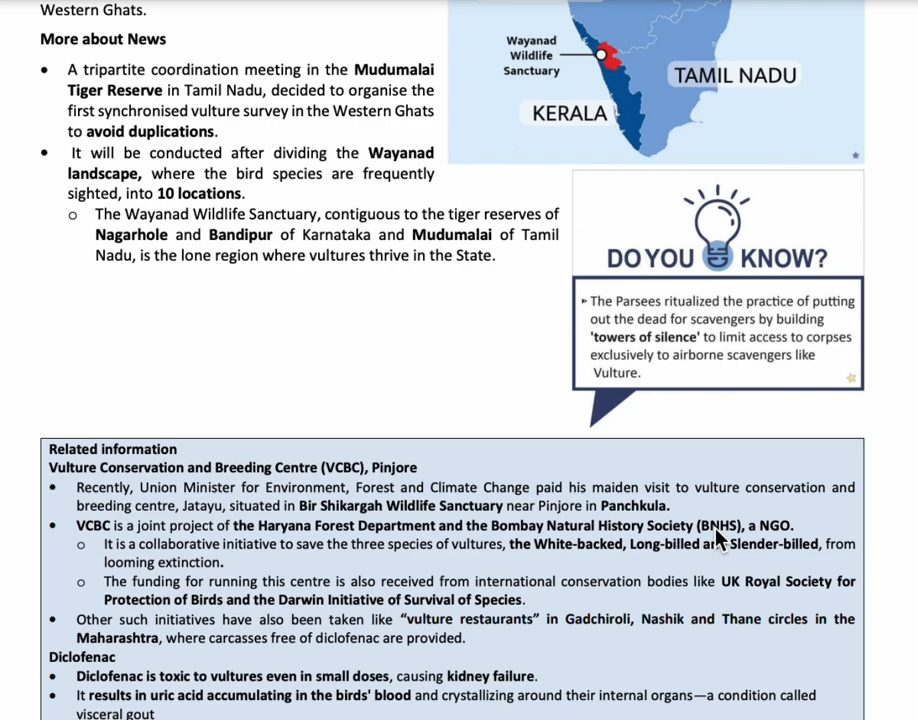 Western Ghats.
More about News
• A tripartite coordination meeting in the Mudumalai
Tiger Reserve in Tamil Nadu, decided to organise the
first synchronised vulture survey in the Western Ghats
to avoid duplications.
• It will be conducted after dividing the Wayanad
landscape, where the bird species are frequently
sighted, into 10 locations.
o The Wayanad Wildlife Sanctuary, contiguous to the tiger reserves of
Nagarhole and Bandipur of Karnataka and Mudumalai of Tamil
Nadu, is the lone region where vultures thrive in the State.
Wayanad
Wildlife
Sanctuary
TAMIL NADU
KERALA
DO YOU KNOW?
The Parsees ritualized the practice of putting
out the dead for scavengers by building
'towers of silence' to limit access to corpses
exclusively to airborne scavengers like
Vulture.
Related information
Vulture Conservation and Breeding Centre (VCBC), Pinjore
• Recently, Union Minister for Environment, Forest and Climate Change paid his maiden visit to vulture conservation and
breeding centre, Jatayu, situated in Bir Shikargah Wildlife Sanctuary near Pinjore in Panchkula.
• VCBC is a joint project of the Haryana Forest Department and the Bombay Natural History Society (BNHS), a NGO.
o It is a collaborative initiative to save the three species of vultures, the White-backed, Long-billed and Slender-billed, from
looming extinction.
o The funding for running this centre is also received from international conservation bodies like UK Royal Society for
Protection of Birds and the Darwin Initiative of Survival of Species.
• Other such initiatives have also been taken like "vulture restaurants" in Gadchiroli, Nashik and Thane circles in the
Maharashtra, where carcasses free of diclofenac are provided.
Diclofenac
• Diclofenac is toxic to vultures even in small doses, causing kidney failure.
• It results in uric acid accumulating in the birds' blood and crystallizing around their internal organs—a condition called
visceral gout